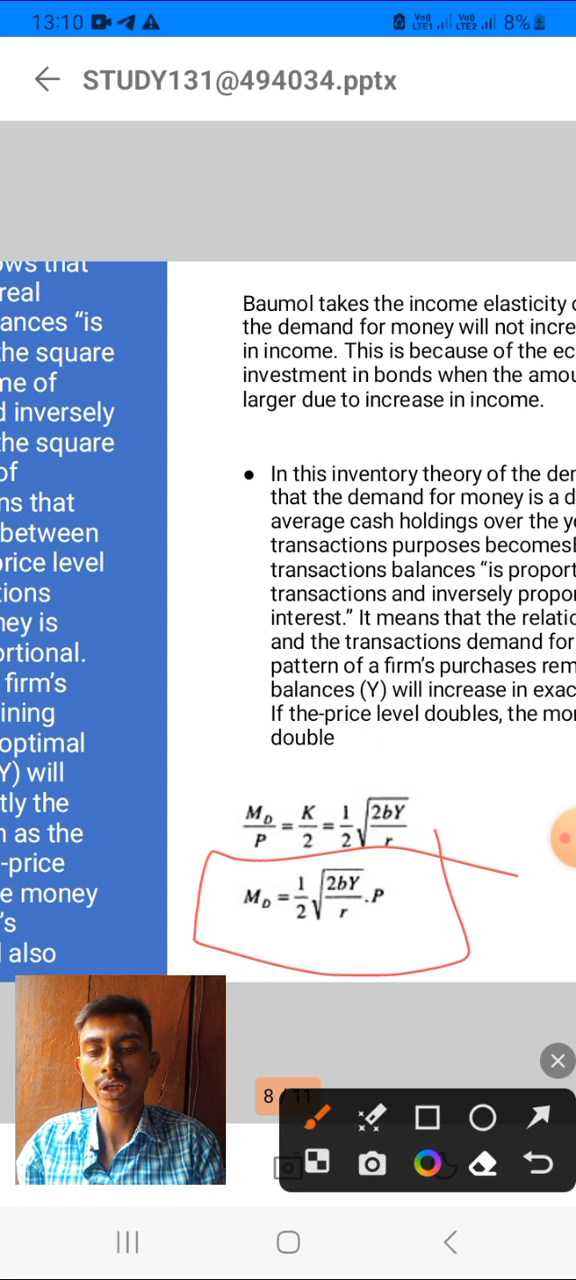 13:10
Vo)) LTE1 Vo)) LTE2 8%
STUDY131@494034.pptx
real
ances “is
the square
me of
d inversely
the square
of
ns that
between
price level
tions
ney is
ortional.
firm’s
ining
optimal
Y) will
tly the
n as the
-price
e money
’s
l also
Baumol takes the income elasticity
the demand for money will not incre
in income. This is because of the ec
investment in bonds when the amou
larger due to increase in income.
● In this inventory theory of the der
that the demand for money is a d
average cash holdings over the y
transactions purposes becomes
transactions balances “is proport
transactions and inversely propor
interest.” It means that the relatio
and the transactions demand for
pattern of a firm’s purchases rem
balances (Y) will increase in exac
If the-price level doubles, the mo
double
M_D/P = K/2 = 1/2 √(2bY/r)
M_D = 1/2 √(2bY/r) .P
8 / 11